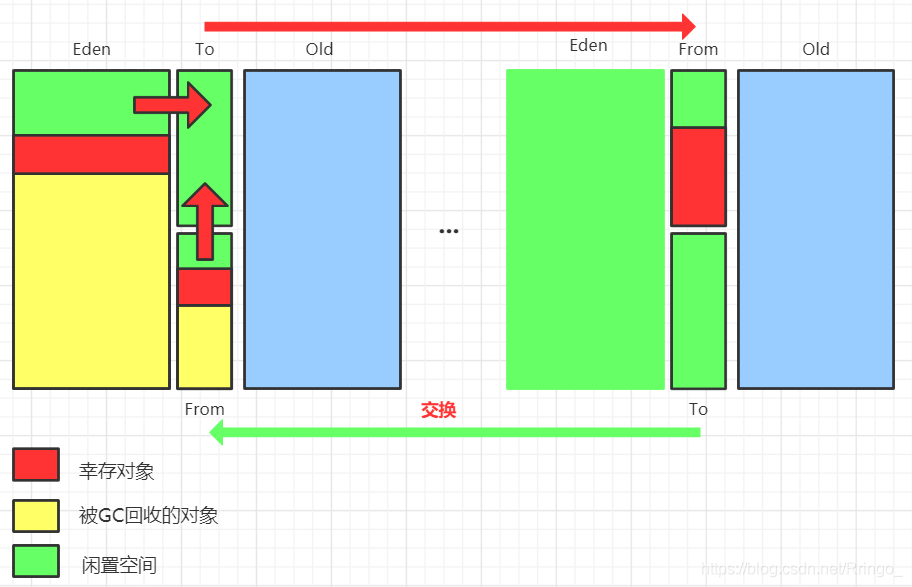 Eden To Old Eden From Old
...
From 交换 To
幸存对象
被GC回收的对象
闲置空间
https://blog.csdn.net/Rringo_